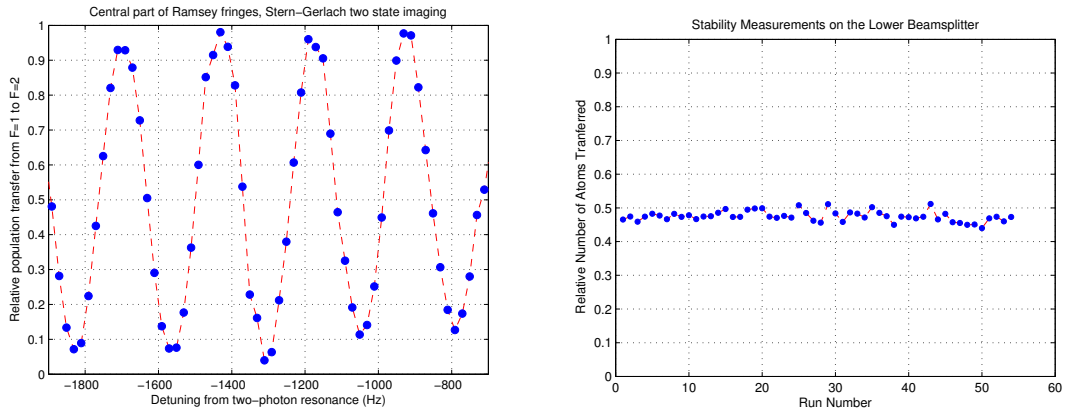 Central part of Ramsey fringes, Stern−Gerlach two state imaging
Relative population transfer from F=1 to F=2
1
0.9
0.8
0.7
0.6
0.5
0.4
0.3
0.2
0.1
0
−1800 −1600 −1400 −1200 −1000 −800
Detuning from two−photon resonance (Hz)
Stability Measurements on the Lower Beamsplitter
Relative Number of Atoms Tranferred
1
0.9
0.8
0.7
0.6
0.5
0.4
0.3
0.2
0.1
0
0 10 20 30 40 50 60
Run Number